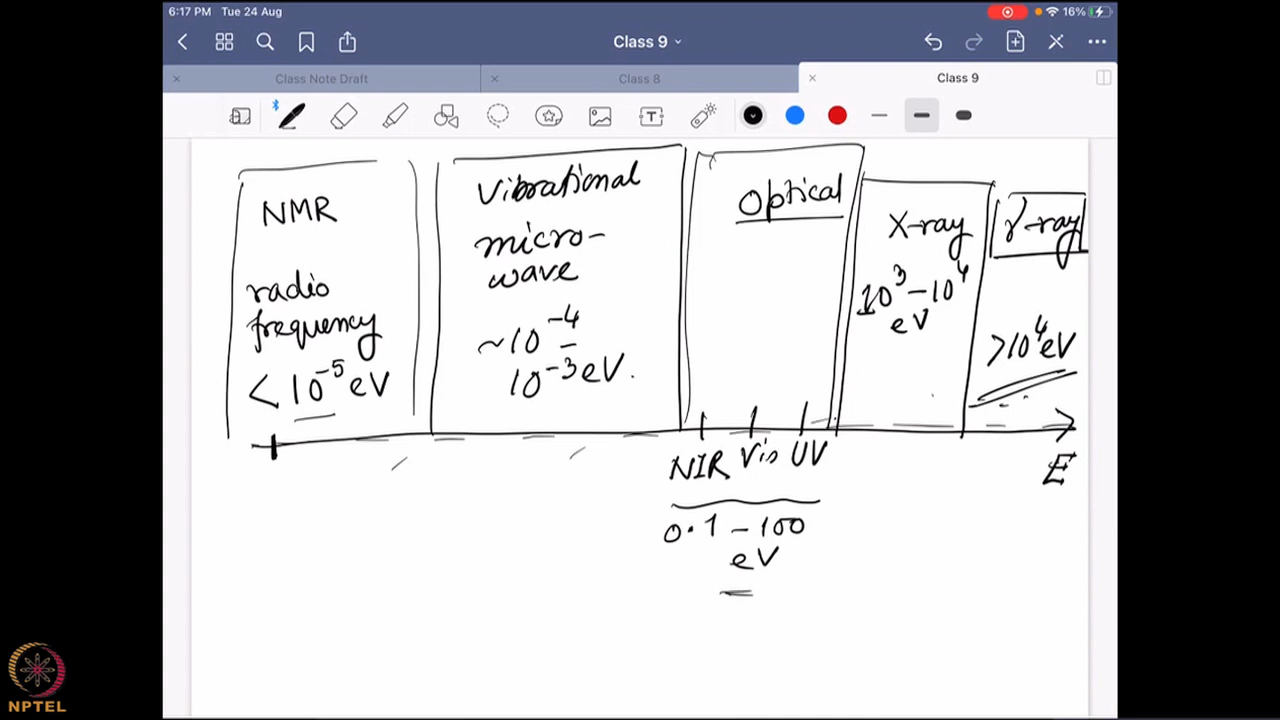 6:17 PM Tue 24 Aug
16%
Class 9
Class Note Draft
Class 8
Class 9
T
NMR
radio
frequency
< 10⁻⁵ eV
Vibrational
micro-
wave
~10⁻⁴
–
10⁻³ eV.
Optical
X-ray
10³ – 10⁴
eV
γ-ray
>10⁴ eV
NIR Vis UV
E
0.1 – 100
eV
NPTEL